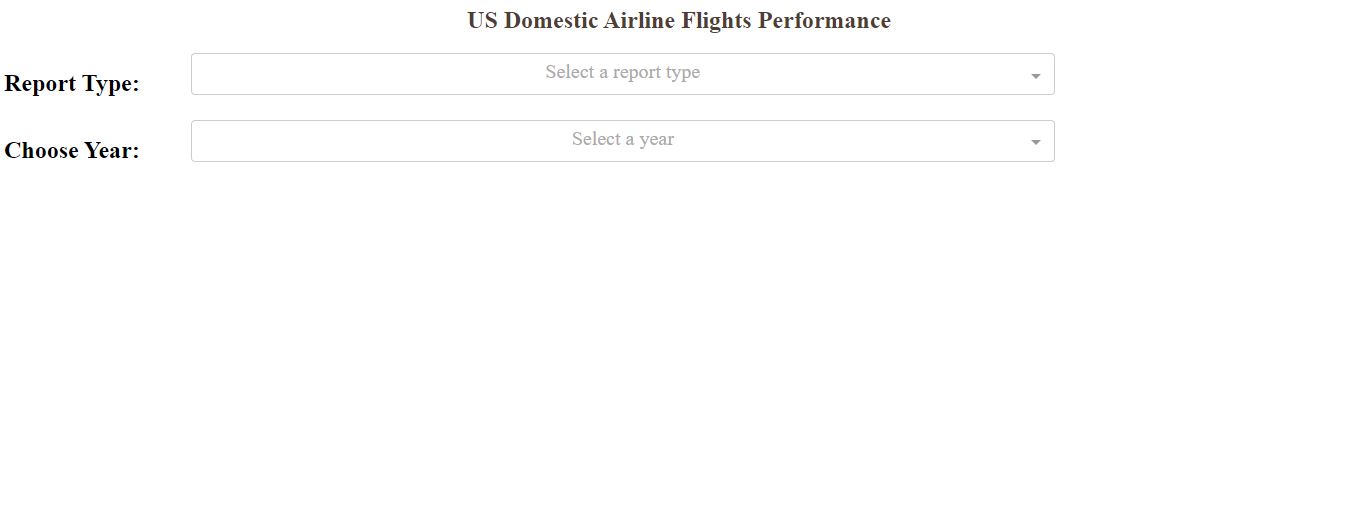 US Domestic Airline Flights Performance
Report Type:
Select a report type
Choose Year:
Select a year